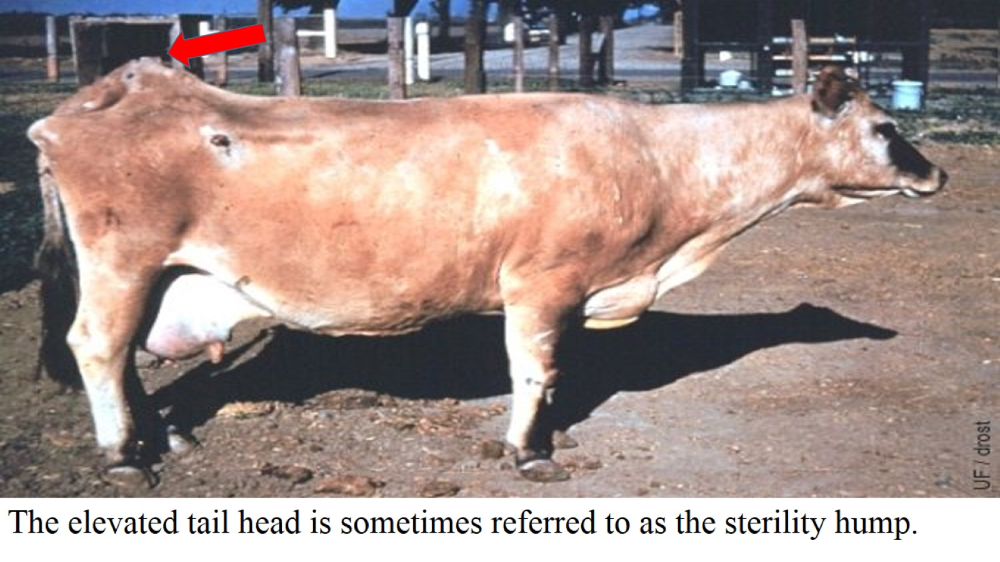 UF / drost
The elevated tail head is sometimes referred to as the sterility hump.